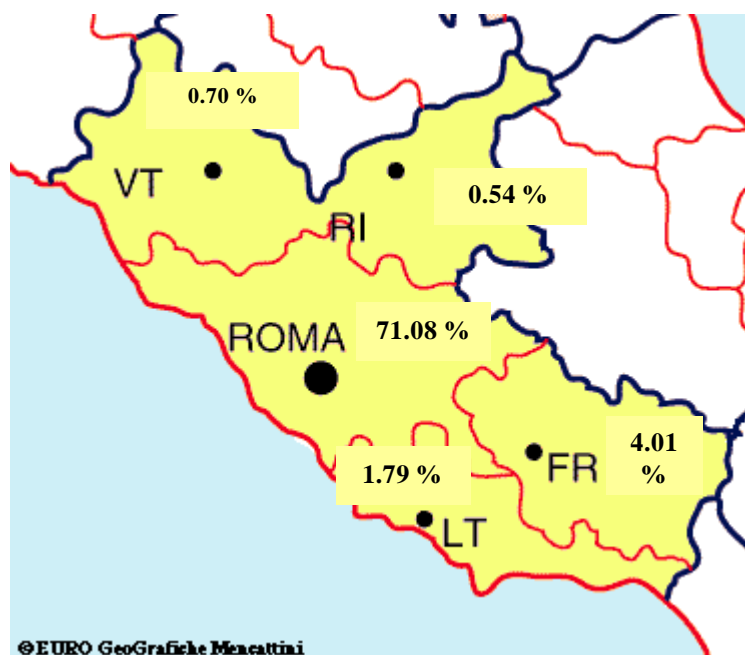 0.70 %
VT
0.54 %
RI
ROMA
71.08 %
4.01
%
FR
1.79 %
LT
© EURO GeoGrafiche Mencattini